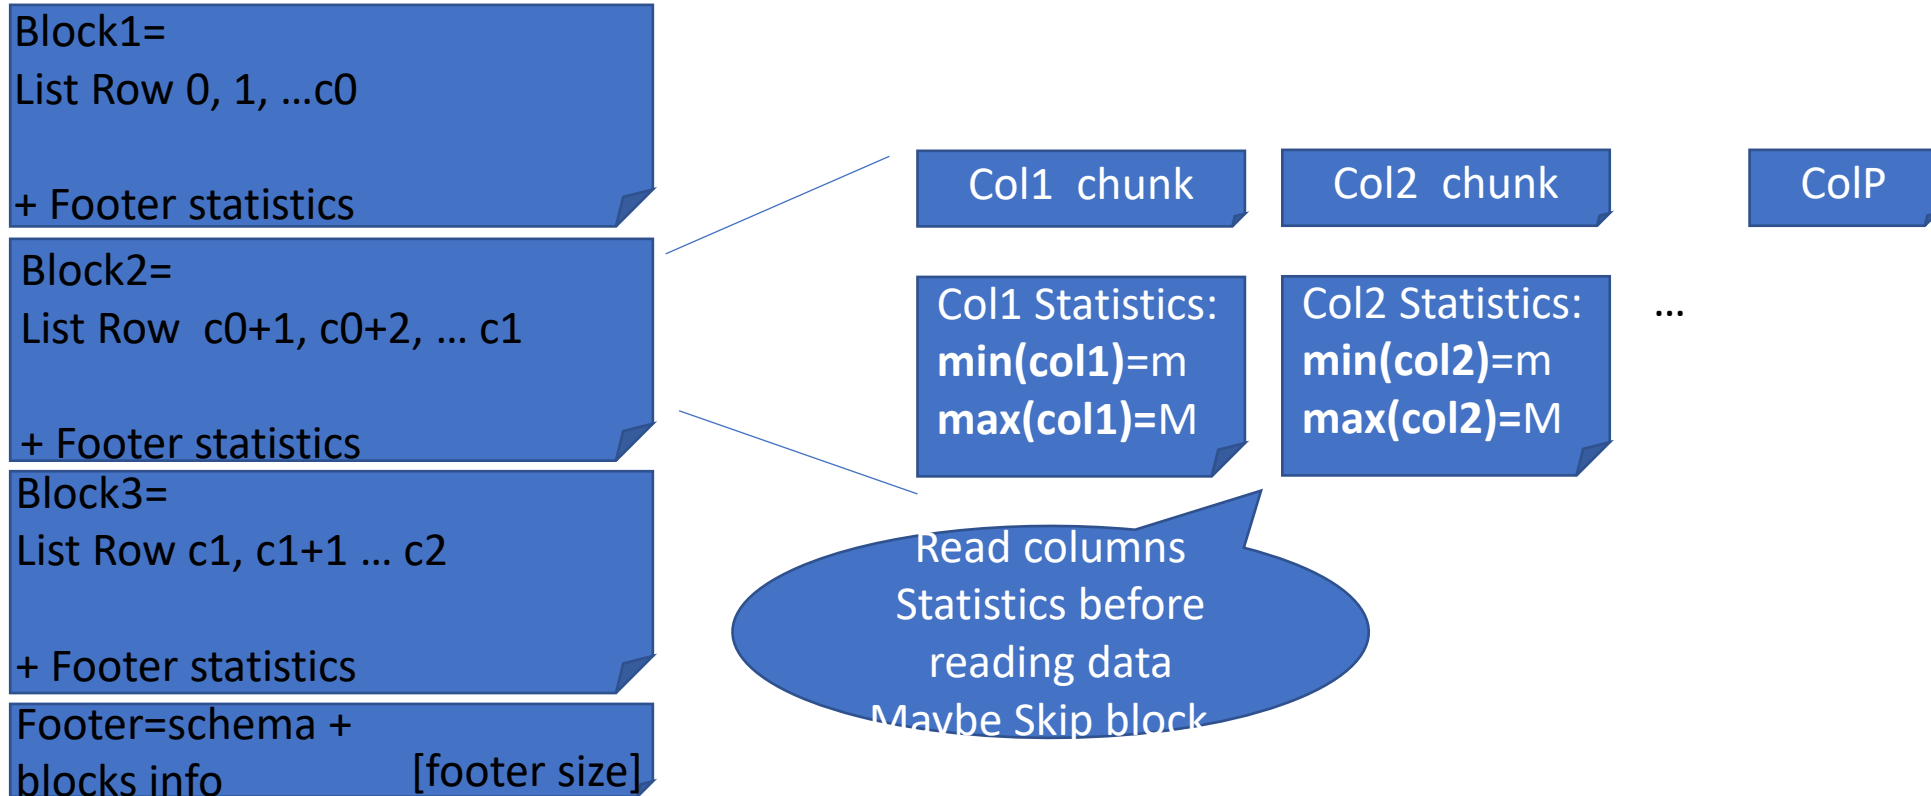 Block1=
List Row 0, 1, …c0
+ Footer statistics
Block2=
List Row  c0+1, c0+2, … c1
+ Footer statistics
Block3=
List Row c1, c1+1 … c2
+ Footer statistics
Footer=schema +
blocks info
[footer size]
Col1  chunk
Col2  chunk
ColP
Col1 Statistics:
min(col1)=m
max(col1)=M
Col2 Statistics:
min(col2)=m
max(col2)=M
…
Read columns
Statistics before
reading data
Maybe Skip block